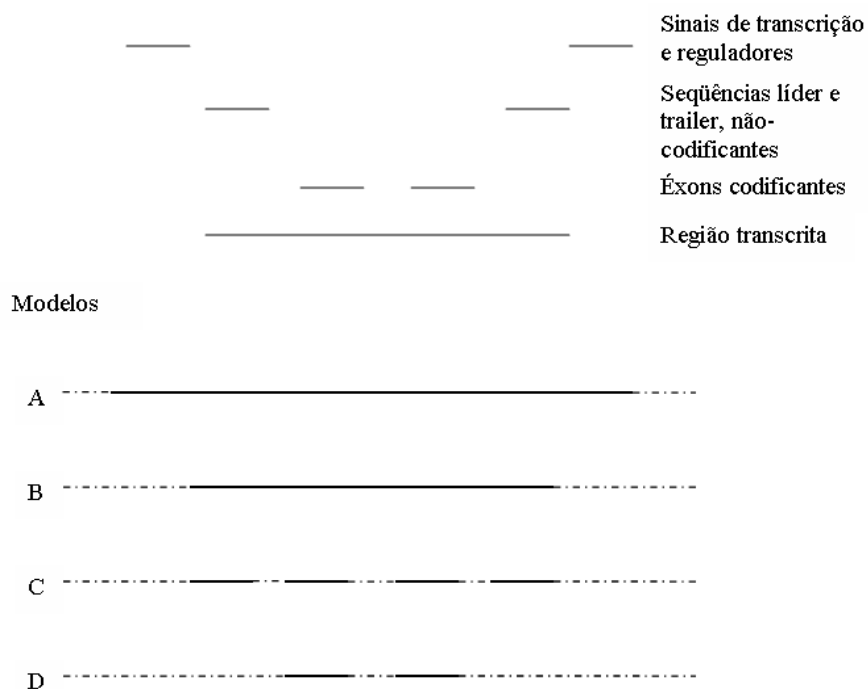 Sinais de transcrição
e reguladores
Seqüências líder e
trailer, não-
codificantes
Éxons codificantes
Região transcrita
Modelos
A
B
C
D